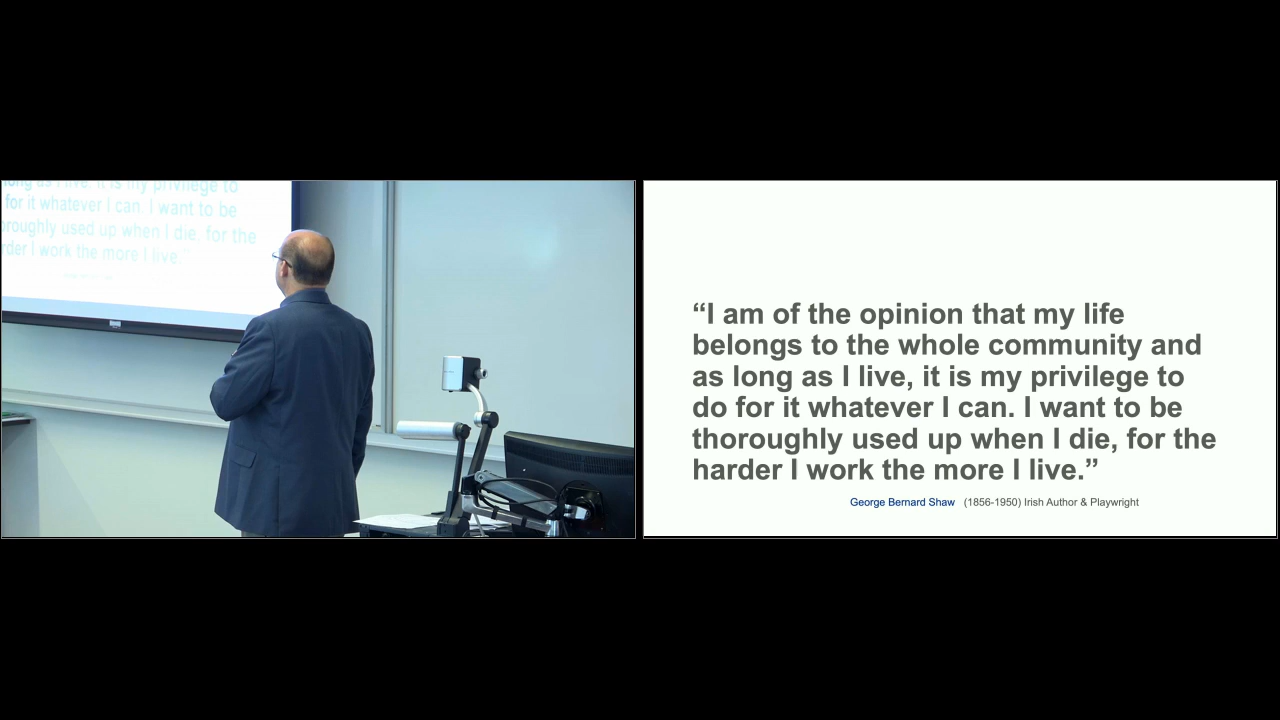 long as I live, it is my privilege to
for it whatever I can. I want to be
oroughly used up when I die, for the
rder I work the more I live.”
“I am of the opinion that my life
belongs to the whole community and
as long as I live, it is my privilege to
do for it whatever I can. I want to be
thoroughly used up when I die, for the
harder I work the more I live.”
George Bernard Shaw (1856-1950) Irish Author & Playwright